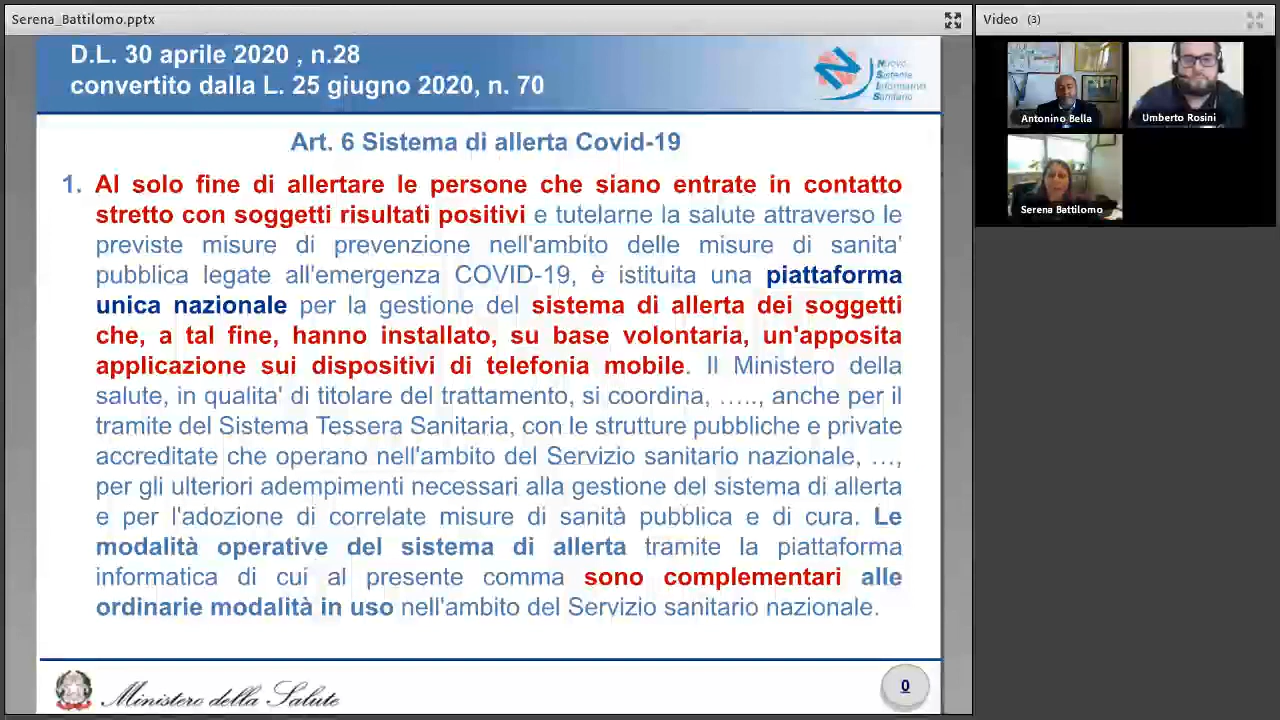 Serena_Battilomo.pptx
D.L. 30 aprile 2020 , n.28
convertito dalla L. 25 giugno 2020, n. 70
Nuovo
Sistema
Informativo
Sanitario
Art. 6 Sistema di allerta Covid-19
1. Al solo fine di allertare le persone che siano entrate in contatto
stretto con soggetti risultati positivi e tutelarne la salute attraverso le
previste misure di prevenzione nell'ambito delle misure di sanita'
pubblica legate all'emergenza COVID-19, è istituita una piattaforma
unica nazionale per la gestione del sistema di allerta dei soggetti
che, a tal fine, hanno installato, su base volontaria, un'apposita
applicazione sui dispositivi di telefonia mobile. Il Ministero della
salute, in qualita' di titolare del trattamento, si coordina, ….., anche per il
tramite del Sistema Tessera Sanitaria, con le strutture pubbliche e private
accreditate che operano nell'ambito del Servizio sanitario nazionale, …,
per gli ulteriori adempimenti necessari alla gestione del sistema di allerta
e per l'adozione di correlate misure di sanità pubblica e di cura. Le
modalità operative del sistema di allerta tramite la piattaforma
informatica di cui al presente comma sono complementari alle
ordinarie modalità in uso nell'ambito del Servizio sanitario nazionale.
Ministero della Salute
0
Video (3)
Antonino Bella
Umberto Rosini
Serena Battilomo